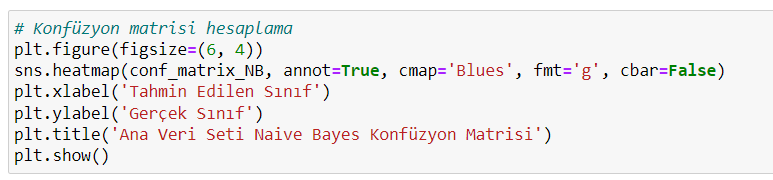 # Konfüzyon matrisi hesaplama
plt.figure(figsize=(6, 4))
sns.heatmap(conf_matrix_NB, annot=True, cmap='Blues', fmt='g', cbar=False)
plt.xlabel('Tahmin Edilen Sınıf')
plt.ylabel('Gerçek Sınıf')
plt.title('Ana Veri Seti Naive Bayes Konfüzyon Matrisi')
plt.show()